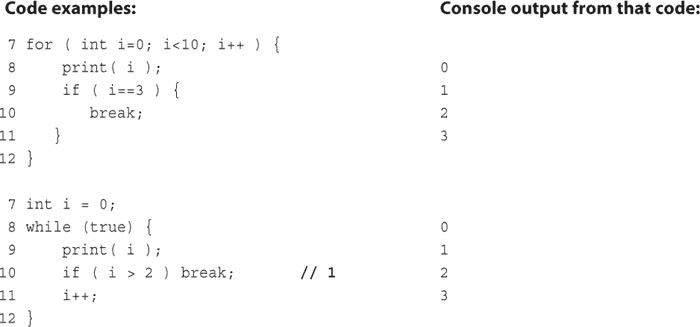 Code examples: Console output from that code:
7 for ( int i=0; i<10; i++ ) {
8 print( i ); 0
9 if ( i==3 ) { 1
10 break; 2
11 } 3
12 }
7 int i = 0;
8 while (true) { 0
9 print( i ); 1
10 if ( i > 2 ) break; // 1 2
11 i++; 3
12 }